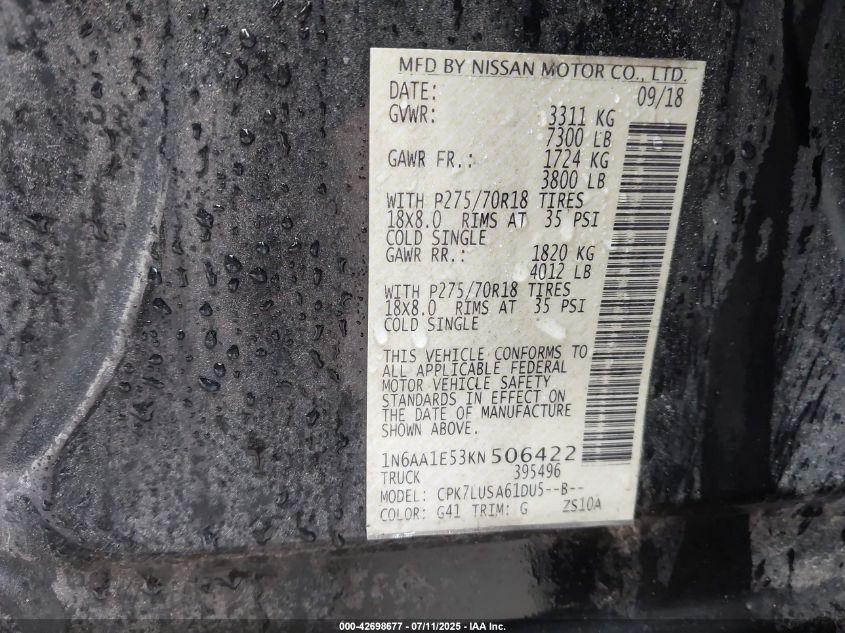 MFD BY NISSAN MOTOR CO., LTD.
DATE: 09/18
GVWR: 3311 KG
7300 LB
GAWR FR.: 1724 KG
3800 LB
WITH P275/70R18 TIRES
18X8.0 RIMS AT 35 PSI
COLD SINGLE
GAWR RR.: 1820 KG
4012 LB
WITH P275/70R18 TIRES
18X8.0 RIMS AT 35 PSI
COLD SINGLE
THIS VEHICLE CONFORMS TO
ALL APPLICABLE FEDERAL
MOTOR VEHICLE SAFETY
STANDARDS IN EFFECT ON
THE DATE OF MANUFACTURE
SHOWN ABOVE.
1N6AA1E53KN506422
TRUCK 395496
MODEL: CPK7LUSA61DU5--B--
COLOR: G41 TRIM: G ZS10A
000-42698677 - 07/11/2025 - IAA Inc.